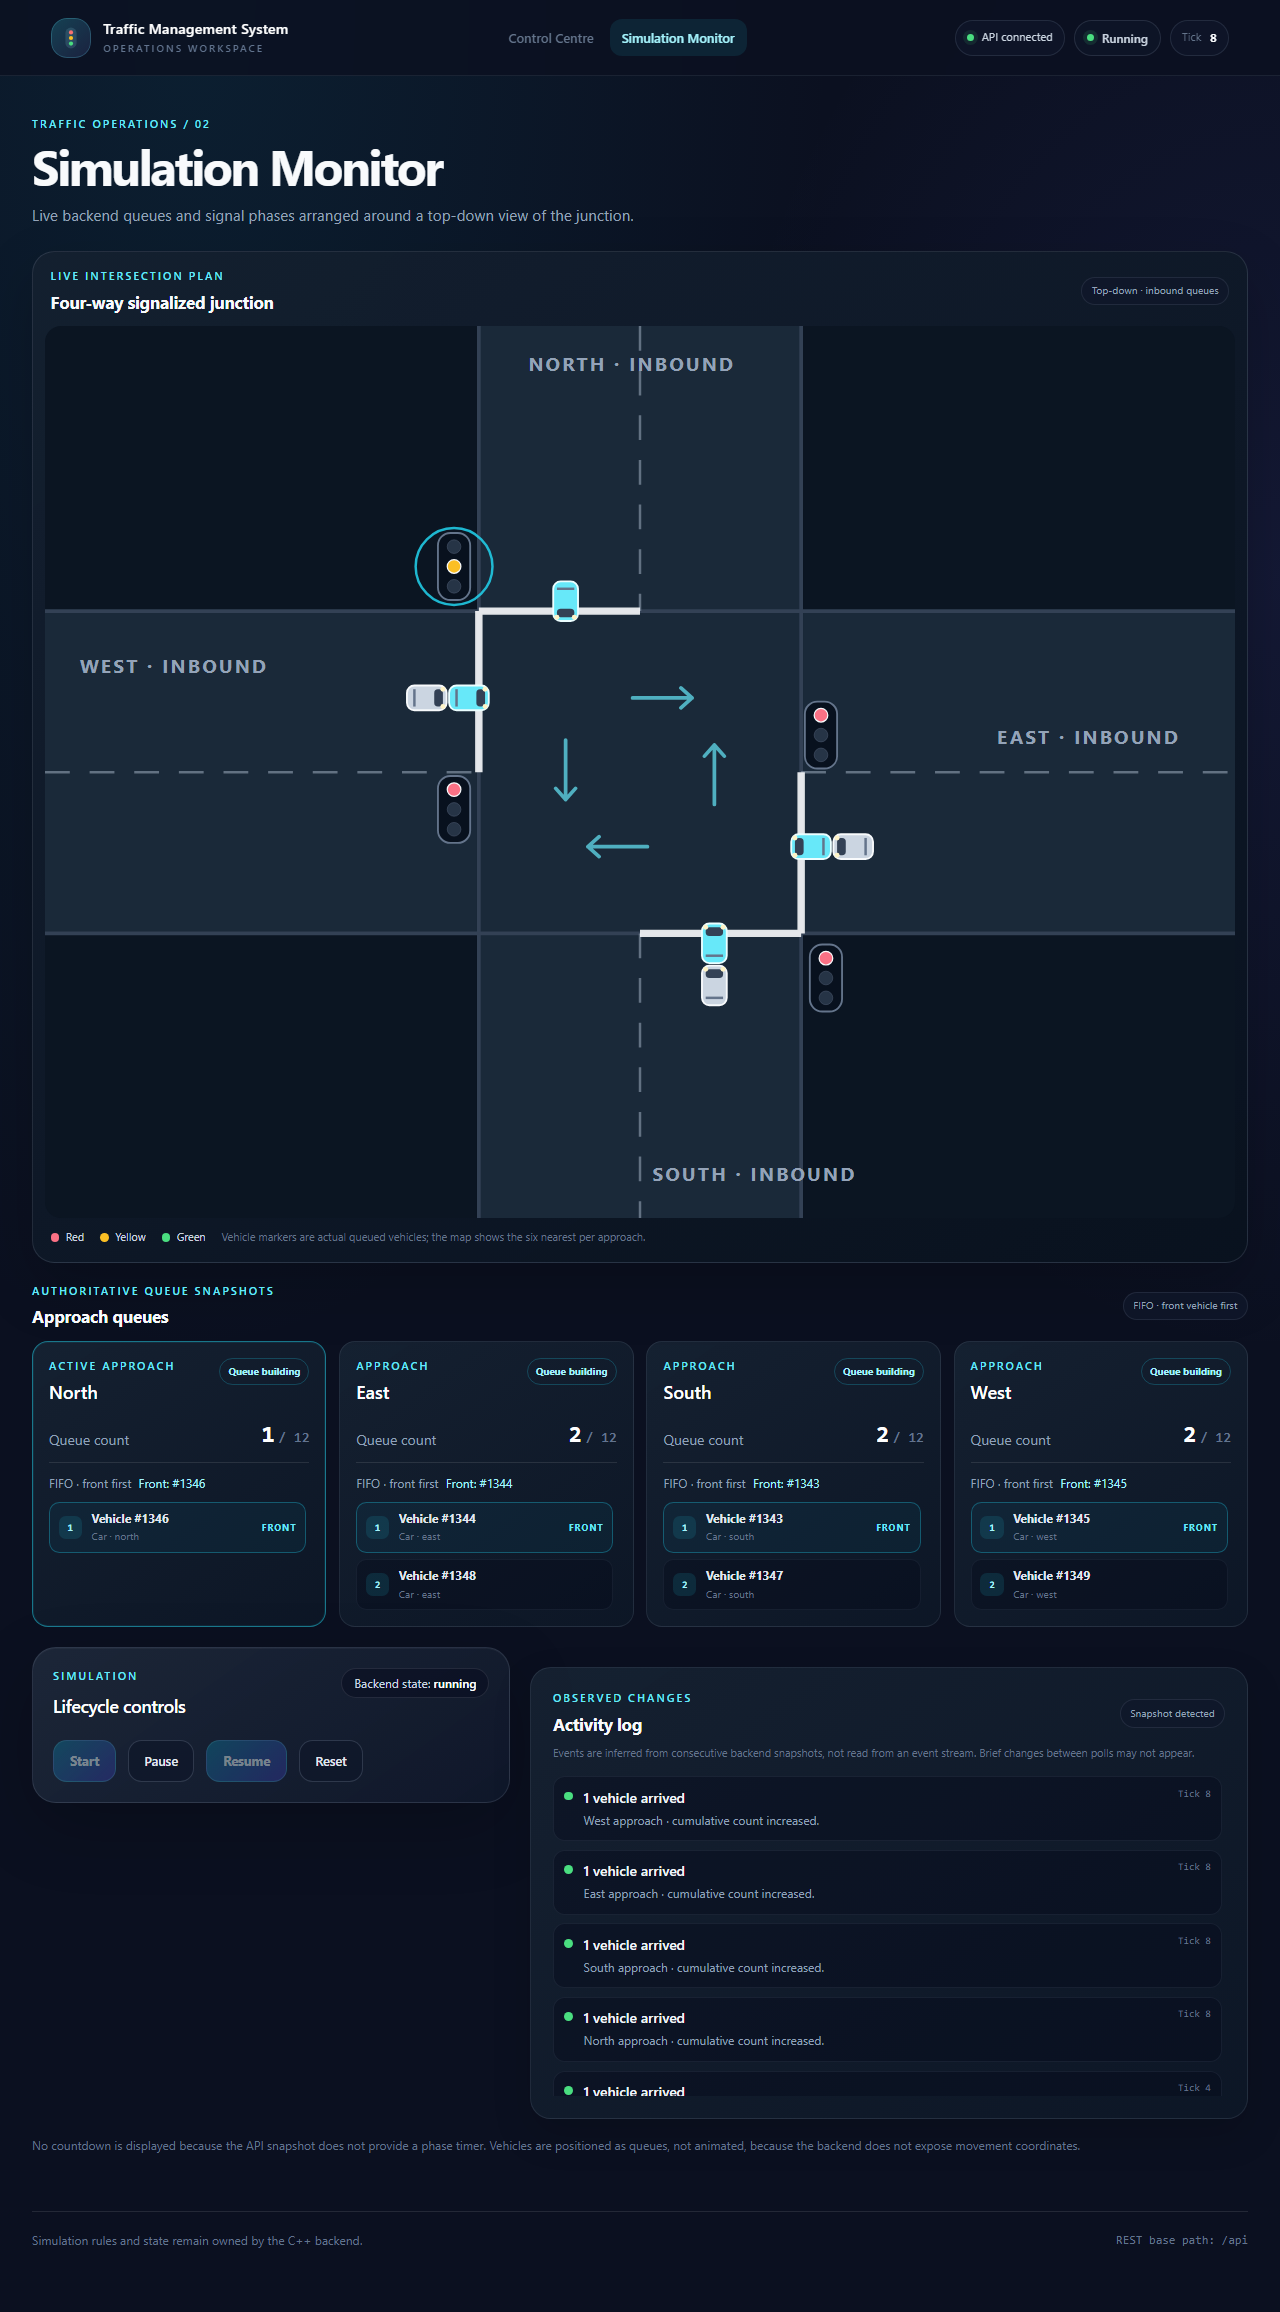 Traffic Management System
OPERATIONS WORKSPACE
Control Centre
Simulation Monitor
API connected
Running
Tick 8
TRAFFIC OPERATIONS / 02
Simulation Monitor
Live backend queues and signal phases arranged around a top-down view of the junction.
LIVE INTERSECTION PLAN
Four-way signalized junction
Top-down · inbound queues
NORTH · INBOUND
WEST · INBOUND
EAST · INBOUND
SOUTH · INBOUND
Red
Yellow
Green
Vehicle markers are actual queued vehicles; the map shows the six nearest per approach.
AUTHORITATIVE QUEUE SNAPSHOTS
Approach queues
FIFO · front vehicle first
ACTIVE APPROACH
North
Queue building
Queue count
1 / 12
FIFO · front first Front: #1346
1
Vehicle #1346
Car · north
FRONT
APPROACH
East
Queue building
Queue count
2 / 12
FIFO · front first Front: #1344
1
Vehicle #1344
Car · east
FRONT
2
Vehicle #1348
Car · east
APPROACH
South
Queue building
Queue count
2 / 12
FIFO · front first Front: #1343
1
Vehicle #1343
Car · south
FRONT
2
Vehicle #1347
Car · south
APPROACH
West
Queue building
Queue count
2 / 12
FIFO · front first Front: #1345
1
Vehicle #1345
Car · west
FRONT
2
Vehicle #1349
Car · west
SIMULATION
Lifecycle controls
Backend state: running
Start
Pause
Resume
Reset
OBSERVED CHANGES
Activity log
Snapshot detected
Events are inferred from consecutive backend snapshots, not read from an event stream. Brief changes between polls may not appear.
1 vehicle arrived
Tick 8
West approach · cumulative count increased.
1 vehicle arrived
Tick 8
East approach · cumulative count increased.
1 vehicle arrived
Tick 8
South approach · cumulative count increased.
1 vehicle arrived
Tick 8
North approach · cumulative count increased.
1 vehicle arrived
Tick 4
No countdown is displayed because the API snapshot does not provide a phase timer. Vehicles are positioned as queues, not animated, because the backend does not expose movement coordinates.
Simulation rules and state remain owned by the C++ backend.
REST base path: /api